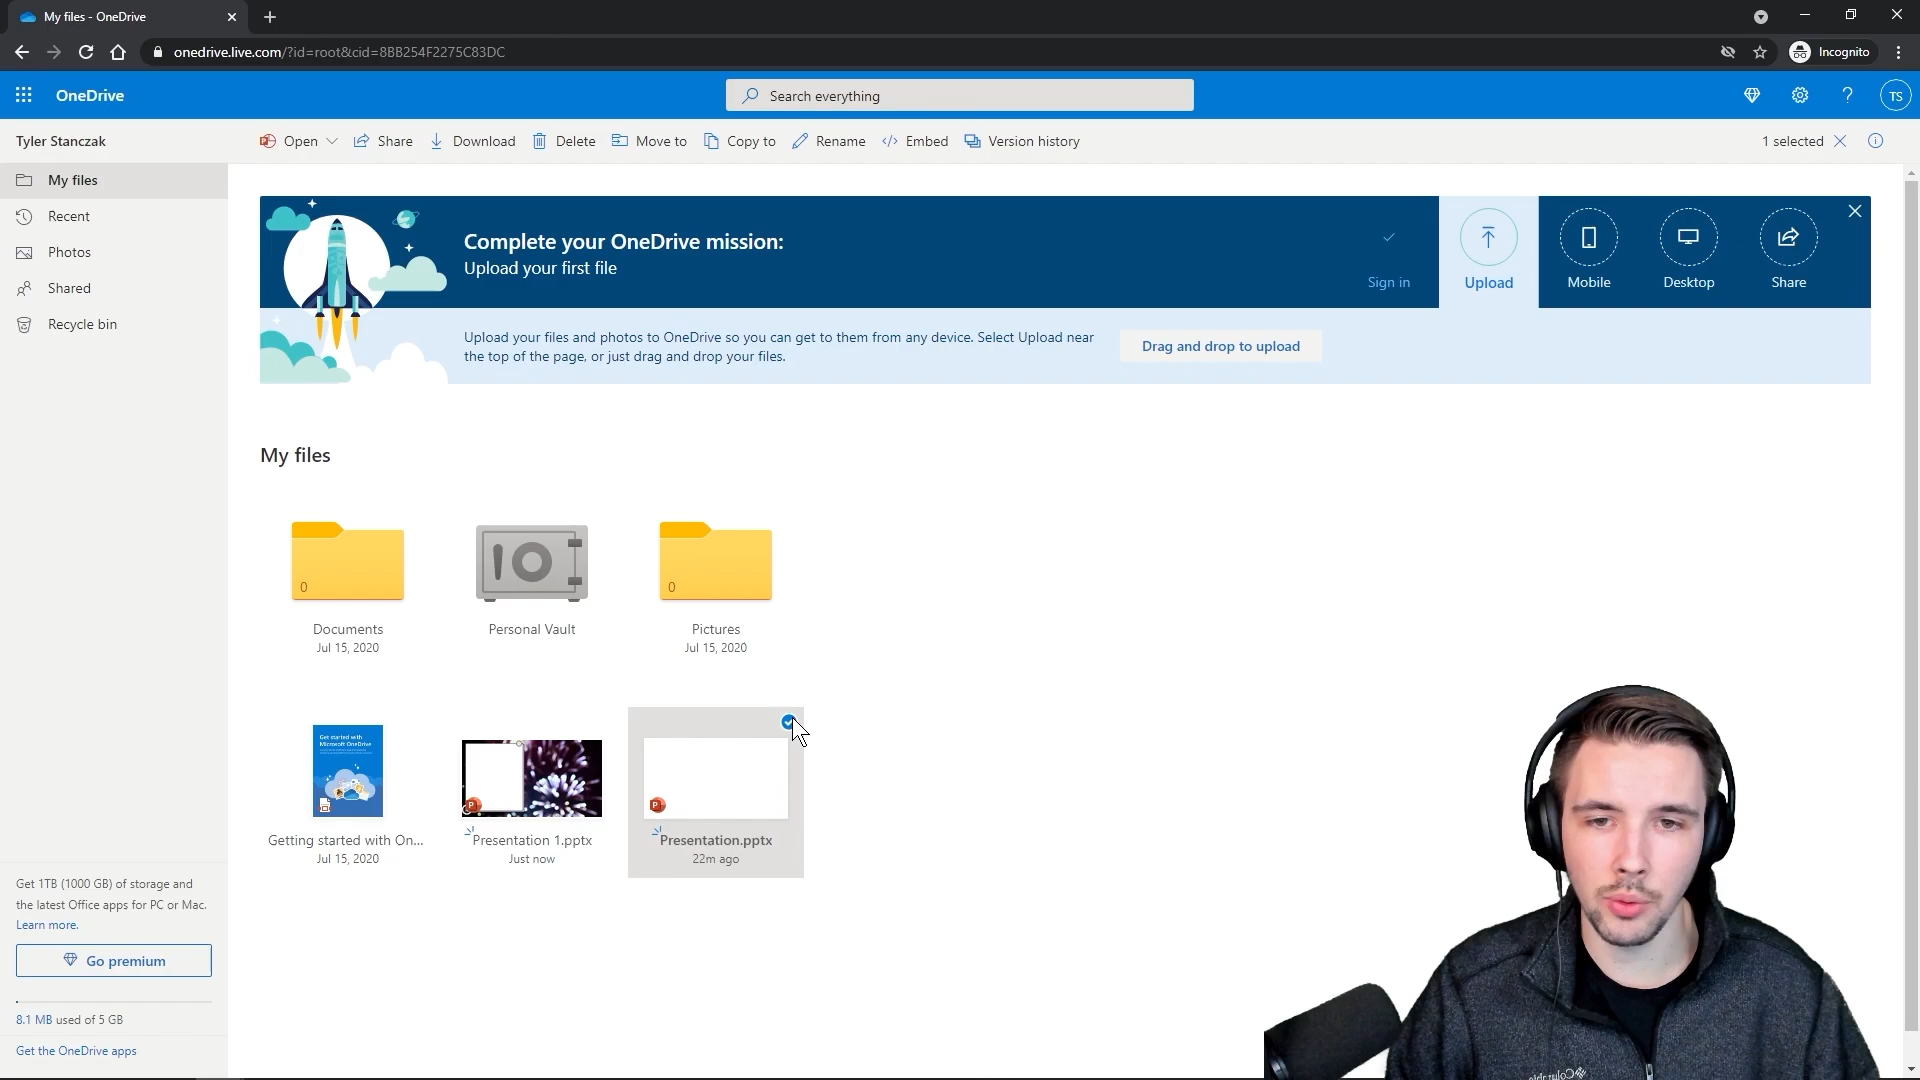 My files - OneDrive
onedrive.live.com/?id=root&cid=8BB254F2275C83DC
Incognito
OneDrive
Search everything
TS
Tyler Stanczak
Open
Share
Download
Delete
Move to
Copy to
Rename
Embed
Version history
1 selected
My files
Recent
Photos
Shared
Recycle bin
Complete your OneDrive mission:
Upload your first file
Sign in
Upload
Mobile
Desktop
Share
Upload your files and photos to OneDrive so you can get to them from any device. Select Upload near
the top of the page, or just drag and drop your files.
Drag and drop to upload
My files
0
0
Documents
Jul 15, 2020
Personal Vault
Pictures
Jul 15, 2020
Get started with
Microsoft OneDrive
P
P
Getting started with On...
Jul 15, 2020
Presentation 1.pptx
Just now
Presentation.pptx
22m ago
Get 1TB (1000 GB) of storage and
the latest Office apps for PC or Mac.
Learn more.
Go premium
8.1 MB used of 5 GB
Get the OneDrive apps